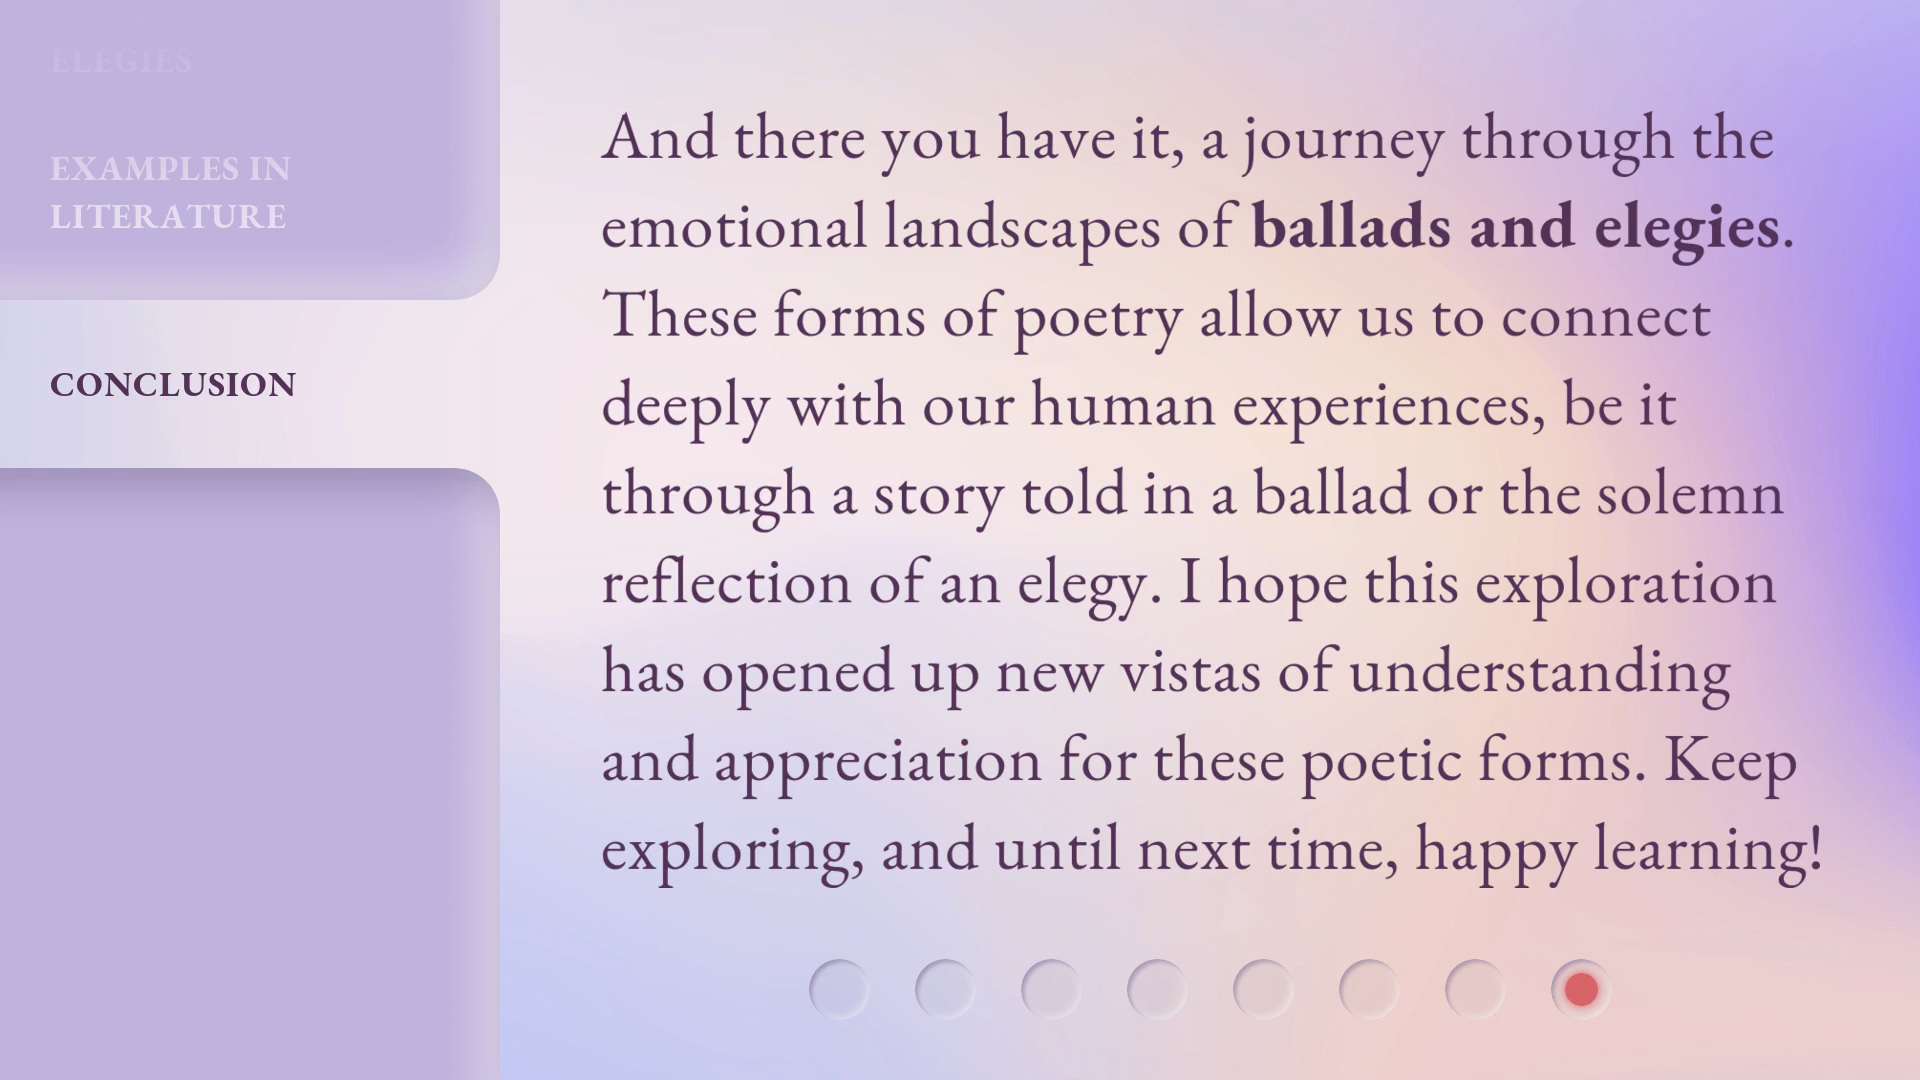 ELEGIES
EXAMPLES IN
LITERATURE
CONCLUSION
And there you have it, a journey through the
emotional landscapes of ballads and elegies.
These forms of poetry allow us to connect
deeply with our human experiences, be it
through a story told in a ballad or the solemn
reflection of an elegy. I hope this exploration
has opened up new vistas of understanding
and appreciation for these poetic forms. Keep
exploring, and until next time, happy learning!